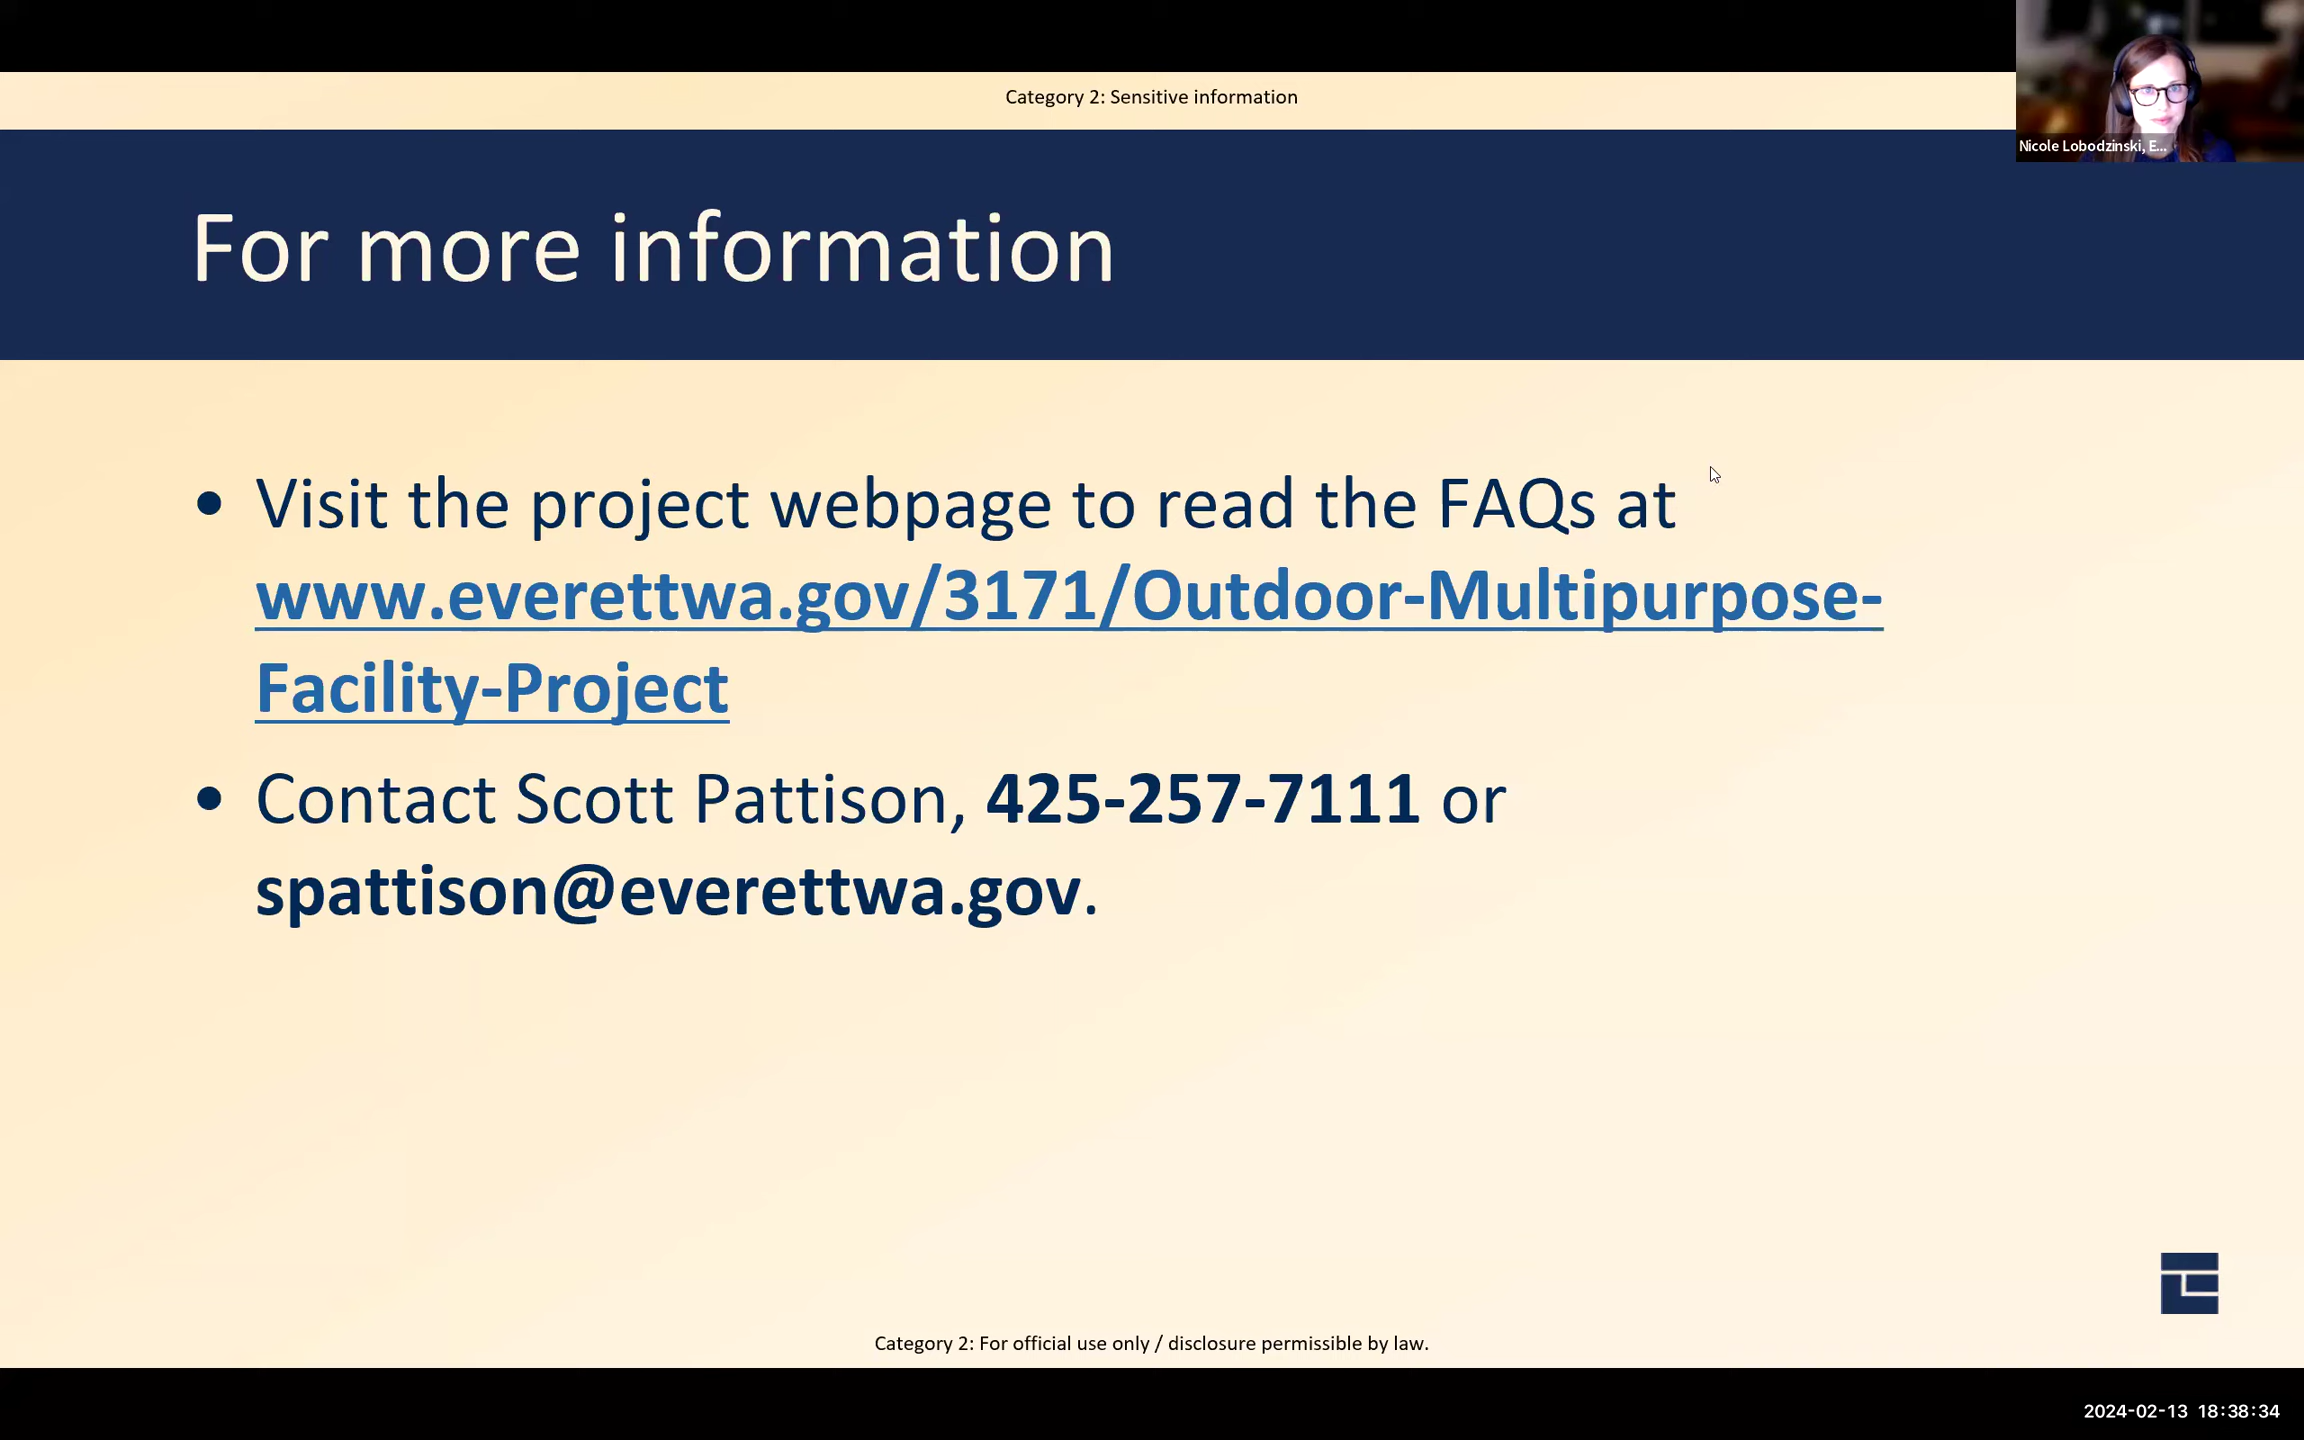 Category 2: Sensitive information
Nicole Lobodzinski, E...
For more information
• Visit the project webpage to read the FAQs at
www.everettwa.gov/3171/Outdoor-Multipurpose-
Facility-Project
• Contact Scott Pattison, 425-257-7111 or
spattison@everettwa.gov.
Category 2: For official use only / disclosure permissible by law.
2024-02-13 18:38:34